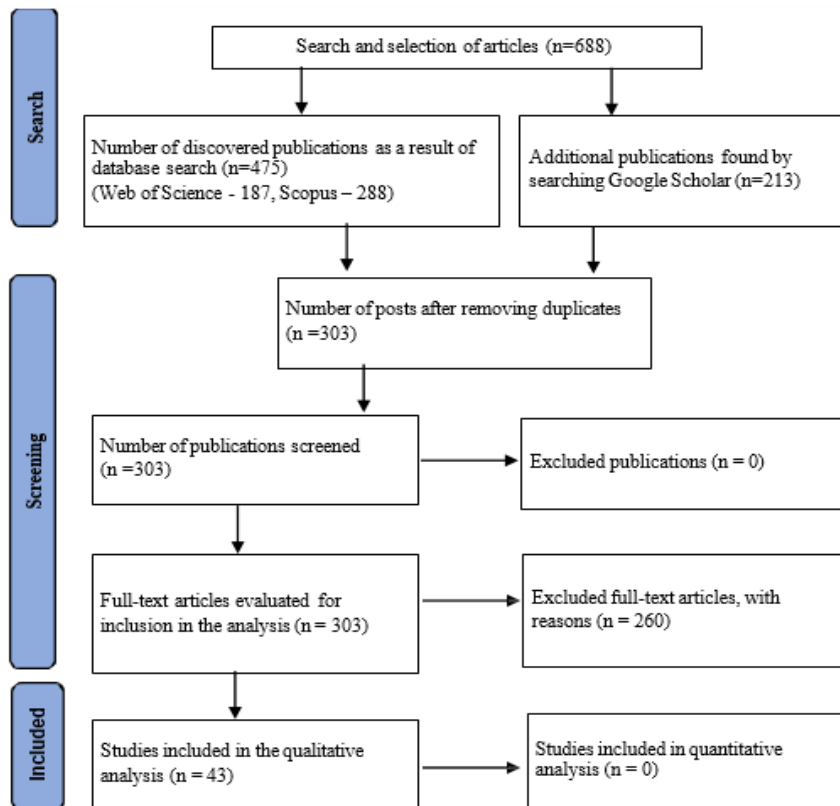 Search
Search and selection of articles (n=688)
Number of discovered publications as a result of
database search (n=475)
(Web of Science - 187, Scopus – 288)
Additional publications found by
searching Google Scholar (n=213)
Screening
Number of posts after removing duplicates
(n =303)
Number of publications screened
(n =303)
Excluded publications (n = 0)
Full-text articles evaluated for
inclusion in the analysis (n = 303)
Excluded full-text articles, with
reasons (n = 260)
Included
Studies included in the qualitative
analysis (n = 43)
Studies included in quantitative
analysis (n = 0)